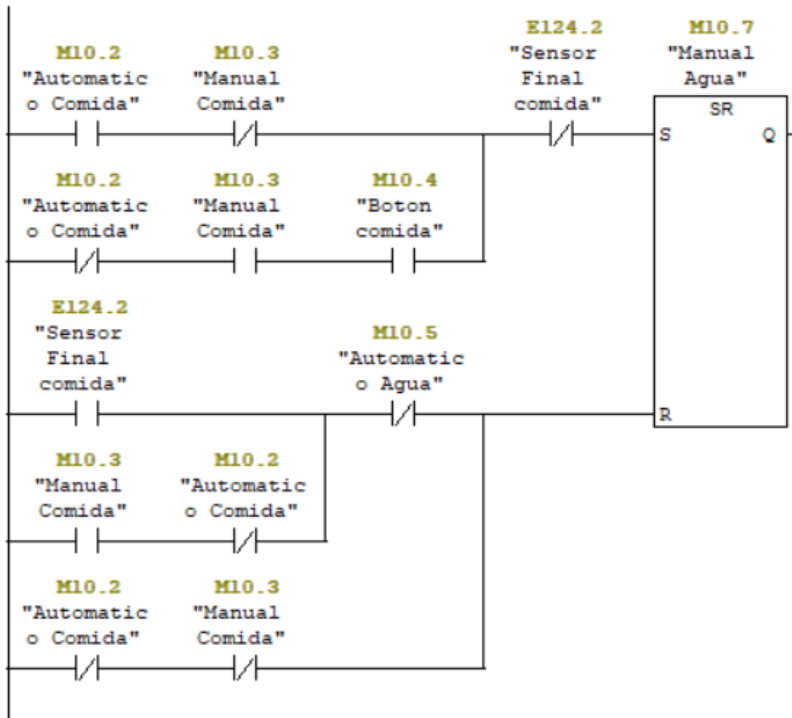 E124.2
"Sensor
Final
comida"
M10.7
"Manual
Agua"
M10.2
"Automatic
o Comida"
M10.3
"Manual
Comida"
SR
S
Q
M10.2
"Automatic
o Comida"
M10.3
"Manual
Comida"
M10.4
"Boton
comida"
E124.2
"Sensor
Final
comida"
M10.5
"Automatic
o Agua"
R
M10.3
"Manual
Comida"
M10.2
"Automatic
o Comida"
M10.2
"Automatic
o Comida"
M10.3
"Manual
Comida"